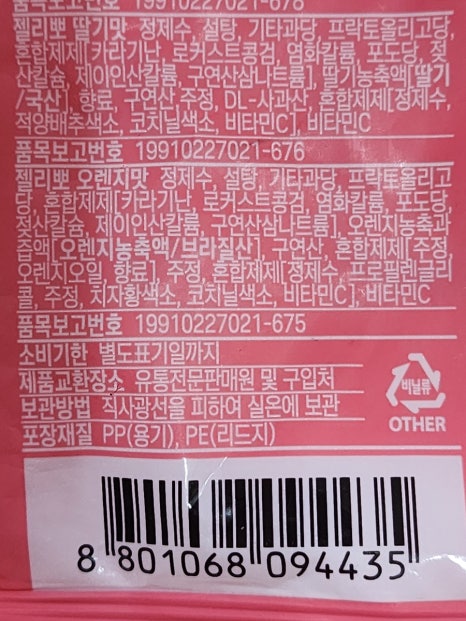 품목보고번호 19910227021-678
젤리뽀 딸기맛 정제수, 설탕, 기타과당, 프락토올리고당,
혼합제제[카라기난, 로커스트콩검, 염화칼륨, 포도당, 젖
산칼슘, 제이인산칼륨, 구연산삼나트륨], 딸기농축액[딸기
/국산], 향료, 구연산, 주정, DL-사과산, 혼합제제[정제수,
적양배추색소, 코치닐색소, 비타민C], 비타민C
품목보고번호 19910227021-676
젤리뽀 오렌지맛 정제수, 설탕, 기타과당, 프락토올리고
당, 혼합제제[카라기난, 로커스트콩검, 염화칼륨, 포도당,
젖산칼슘, 제이인산칼륨, 구연산삼나트륨], 오렌지농축과
즙액[오렌지농축액/브라질산], 구연산, 혼합제제[주정,
오렌지오일, 향료], 주정, 혼합제제[정제수, 프로필렌글리
콜, 주정, 치자황색소, 코치닐색소, 비타민C], 비타민C
품목보고번호 19910227021-675
소비기한 별도표기일까지
제품교환장소 유통전문판매원 및 구입처
보관방법 직사광선을 피하여 실온에 보관
포장재질 PP(용기), PE(리드지)
비닐류
OTHER
8 801068 094435